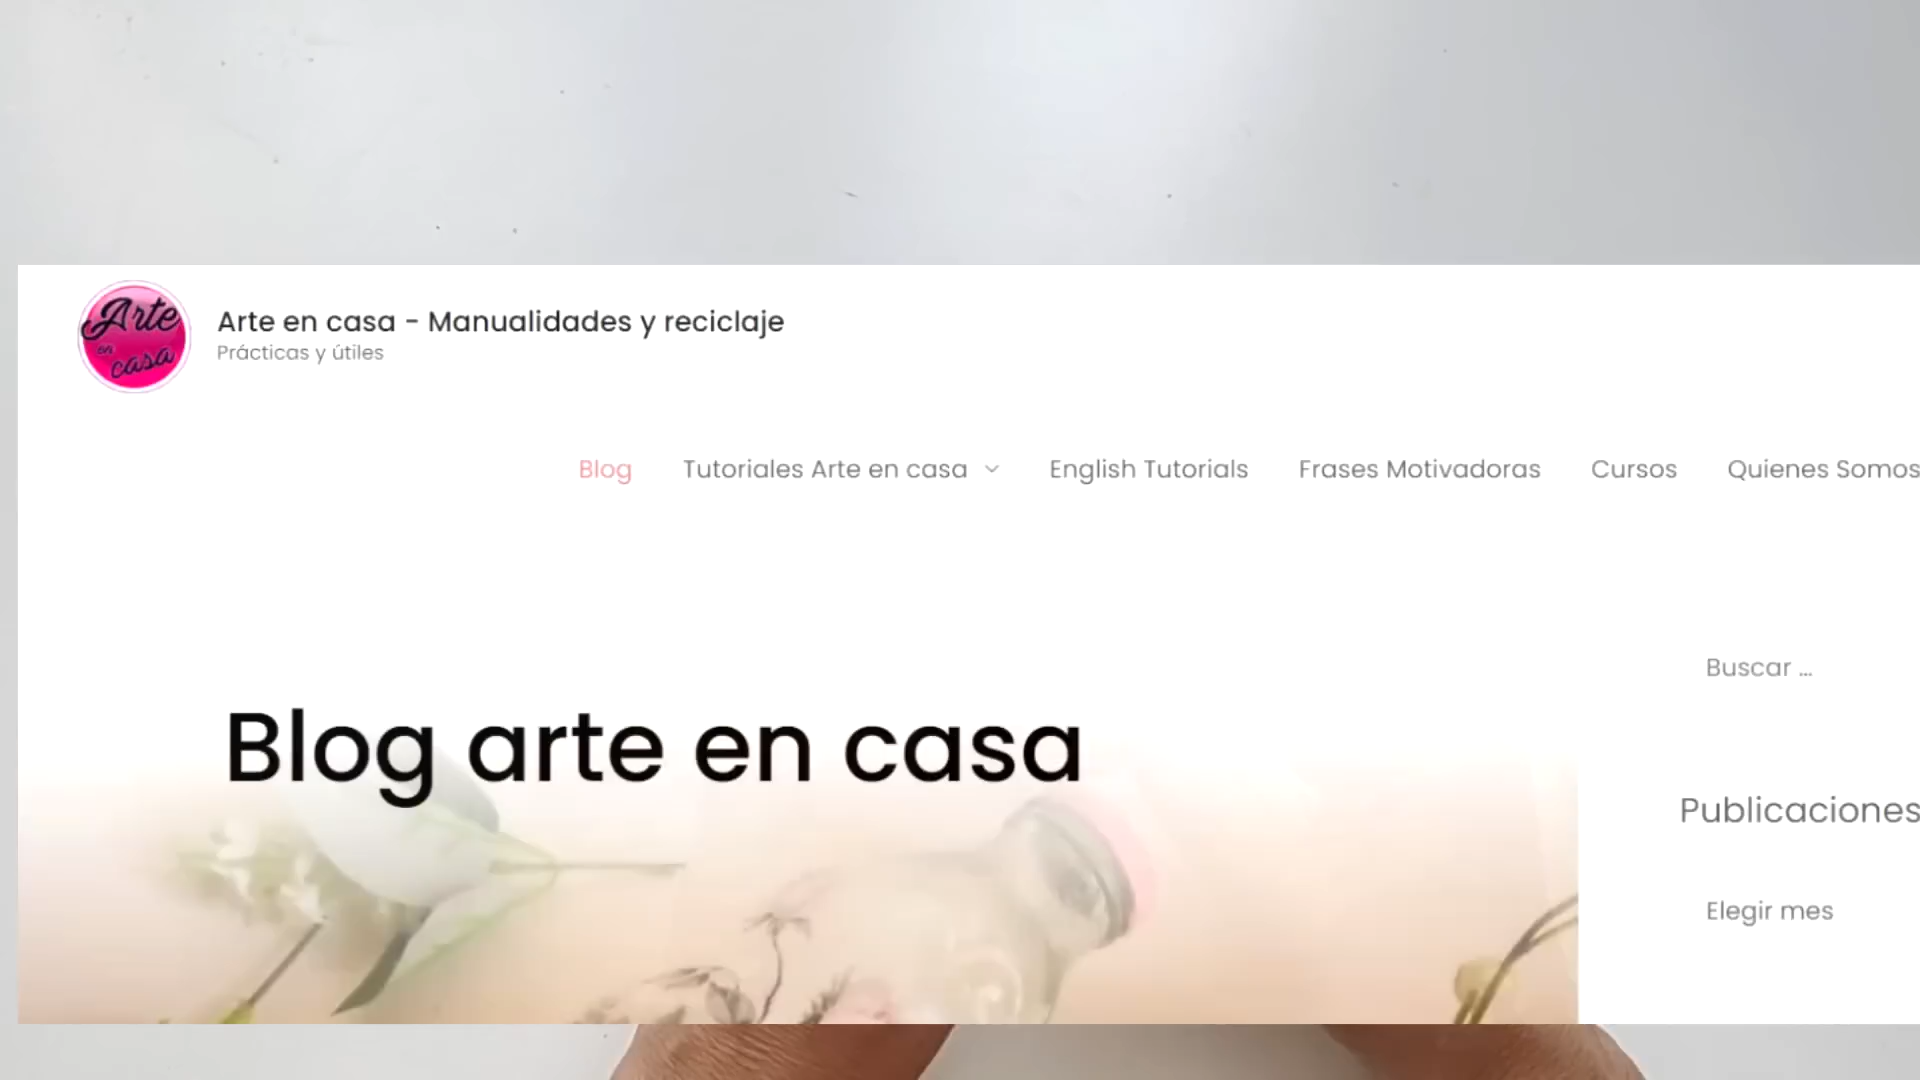 Arte
en
casa
Arte en casa - Manualidades y reciclaje
Prácticas y útiles
Blog Tutoriales Arte en casa English Tutorials Frases Motivadoras Cursos Quienes Somos
Buscar ...
Blog arte en casa
Publicaciones
Elegir mes